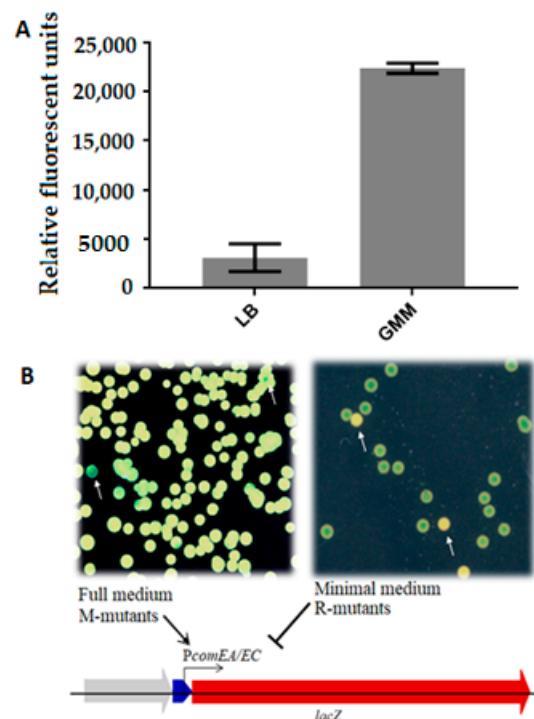 A
Relative fluorescent units
25,000
20,000
15,000
10,000
5000
0
LB
GMM
B
Full medium
M-mutants
Minimal medium
R-mutants
PcomEA/EC
lacZ